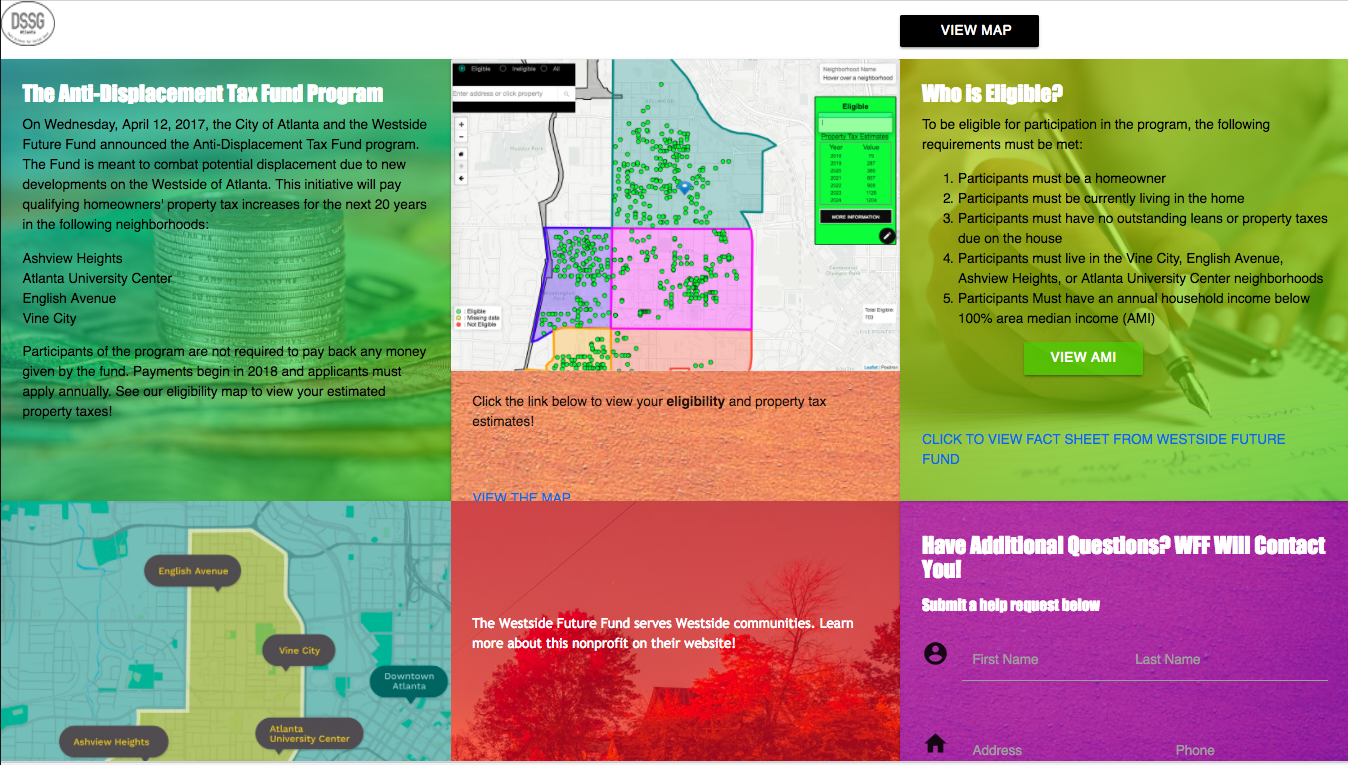 DSSG
Atlanta
VIEW MAP
The Anti-Displacement Tax Fund Program
On Wednesday, April 12, 2017, the City of Atlanta and the Westside
Future Fund announced the Anti-Displacement Tax Fund program.
The Fund is meant to combat potential displacement due to new
developments on the Westside of Atlanta. This initiative will pay
qualifying homeowners' property tax increases for the next 20 years
in the following neighborhoods:
Ashview Heights
Atlanta University Center
English Avenue
Vine City
Participants of the program are not required to pay back any money
given by the fund. Payments begin in 2018 and applicants must
apply annually. See our eligibility map to view your estimated
property taxes!
Eligible Ineligible All
Enter address or click property
Neighborhood Name
Hover over a neighborhood
Eligible
Property Tax Estimates
Year Value
2018 79
2019 287
2020 385
2021 557
2022 906
2023 1126
2024 1204
MORE INFORMATION
: Eligible
: Missing data
: Not Eligible
Total Eligible:
703
Leaflet
Click the link below to view your eligibility and property tax
estimates!
VIEW THE MAP
Who is Eligible?
To be eligible for participation in the program, the following
requirements must be met:
1. Participants must be a homeowner
2. Participants must be currently living in the home
3. Participants must have no outstanding leans or property taxes
due on the house
4. Participants must live in the Vine City, English Avenue,
Ashview Heights, or Atlanta University Center neighborhoods
5. Participants Must have an annual household income below
100% area median income (AMI)
VIEW AMI
CLICK TO VIEW FACT SHEET FROM WESTSIDE FUTURE
FUND
English Avenue
Vine City
Downtown
Atlanta
Atlanta
University Center
Ashview Heights
The Westside Future Fund serves Westside communities. Learn
more about this nonprofit on their website!
Have Additional Questions? WFF Will Contact
You!
Submit a help request below
First Name Last Name
Address Phone